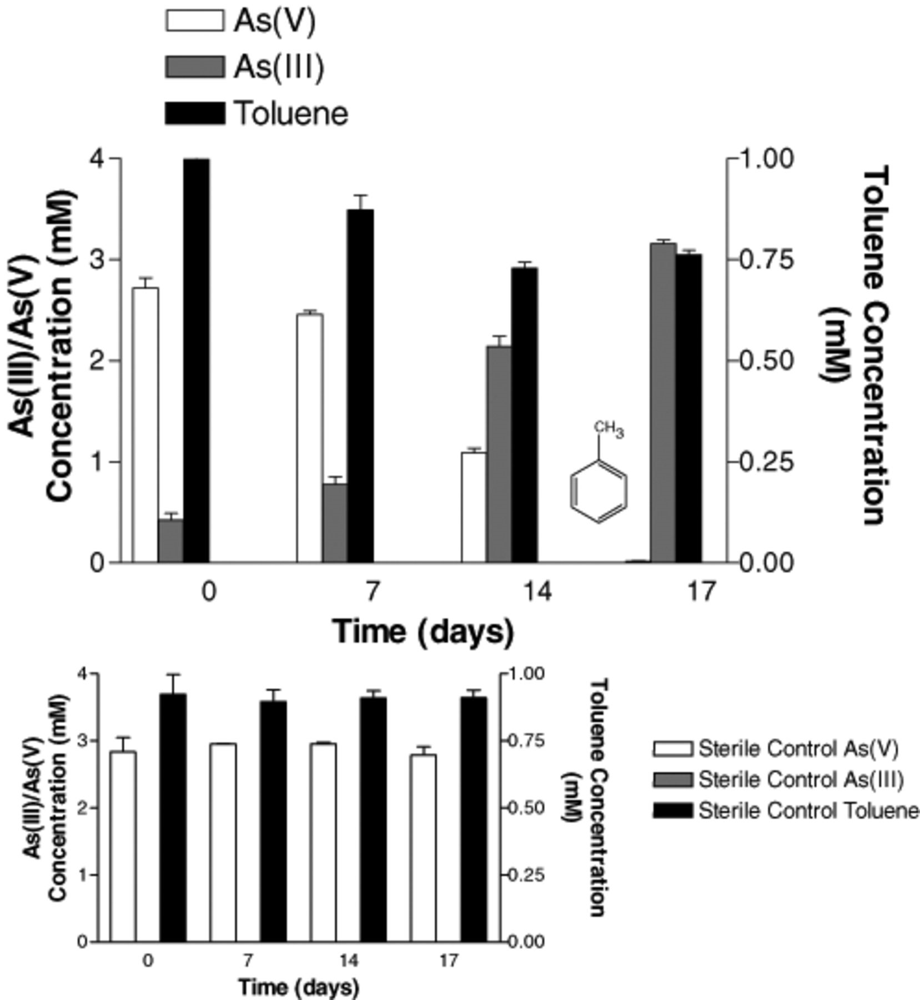 As(V)
As(III)
Toluene
4
3
2
1
0
As(III)/As(V)
Concentration (mM)
1.00
0.75
0.50
0.25
0.00
Toluene Concentration
(mM)
CH3
0 7 14 17
Time (days)
4
3
2
1
0
As(III)/As(V)
Concentration (mM)
1.00
0.75
0.50
0.25
0.00
Toluene Concentration
(mM)
0 7 14 17
Time (days)
Sterile Control As(V)
Sterile Control As(III)
Sterile Control Toluene